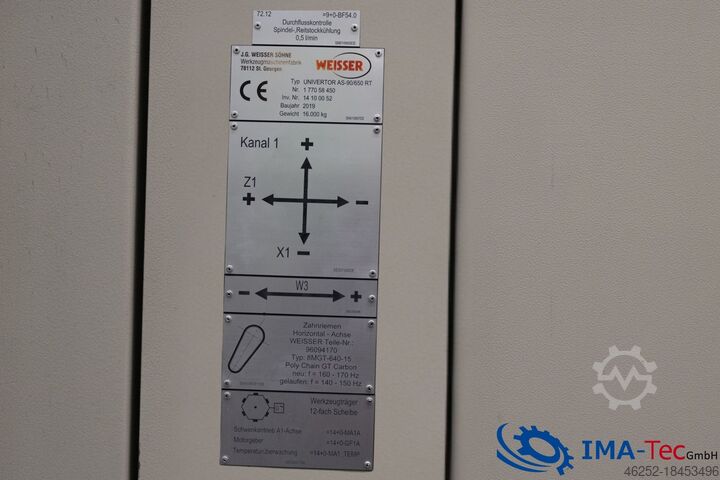 72.12 =9+0-BF54.0
Durchflusskontrolle
Spindel-,Reitstockkühlung
0,5 l/min
J.G. WEISSER SÖHNE
Werkzeugmaschinenfabrik
78112 St. Georgen
WEISSER
CE
Typ UNIVERTOR AS-90/650 RT
Nr. 1 770 58 450
Inv. Nr. 14 10 00 52
Baujahr 2019
Gewicht 16.000 kg
Kanal 1 +
Z1
+ -
X1 -
W3
- +
Zahnriemen
Horizontal - Achse
WEISSER Teile-Nr.:
96094170
Typ: 8MGT-640-15
Poly Chain GT Carbon
neu: f = 160 - 170 Hz
gelaufen: f = 140 - 150 Hz
Werkzeugträger
12-fach Scheibe
Schwenkantrieb A1-Achse =14+0-MA1A
Motorgeber =14+0-GF1A
Temperaturüberwachung =14+0-MA1_TEMP
IMA-Tec GmbH
46252-18453496